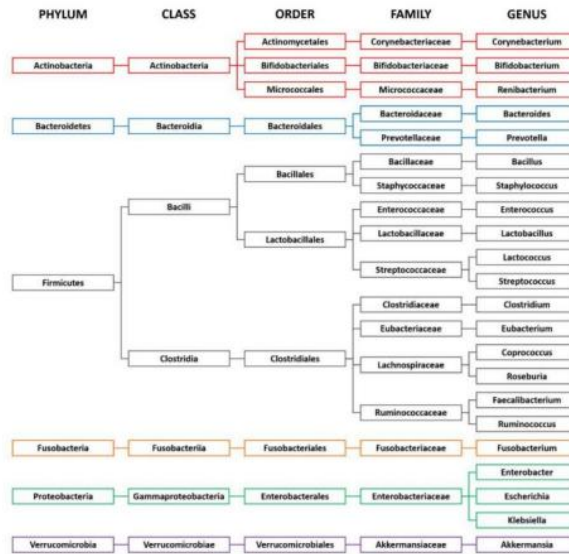 PHYLUM CLASS ORDER FAMILY GENUS
Actinomycetales Corynebacteriaceae Corynebacterium
Actinobacteria Actinobacteria Bifidobacteriales Bifidobacteriaceae Bifidobacterium
Micrococcales Micrococcaceae Renibacterium
Bacteroidaceae Bacteroides
Bacteroidetes Bacteroidia Bacteroidales
Prevotellaceae Prevotella
Bacillaceae Bacillus
Bacillales
Staphycoccaceae Staphylococcus
Bacilli
Enterococcaceae Enterococcus
Lactobacillaceae Lactobacillus
Lactobacillales
Lactococcus
Streptococcaceae
Firmicutes
Streptococcus
Clostridiaceae Clostridium
Eubacteriaceae Eubacterium
Coprococcus
Clostridia Clostridiales
Lachnospiraceae
Roseburia
Faecalibacterium
Ruminococcaceae
Ruminococcus
Fusobacteria Fusobacteriia Fusobacteriales Fusobacteriaceae Fusobacterium
Enterobacter
Proteobacteria Gammaproteobacteria Enterobacterales Enterobacteriaceae Escherichia
Klebsiella
Verrucomicrobia Verrucomicrobiae Verrucomicrobiales Akkermansiaceae Akkermansia